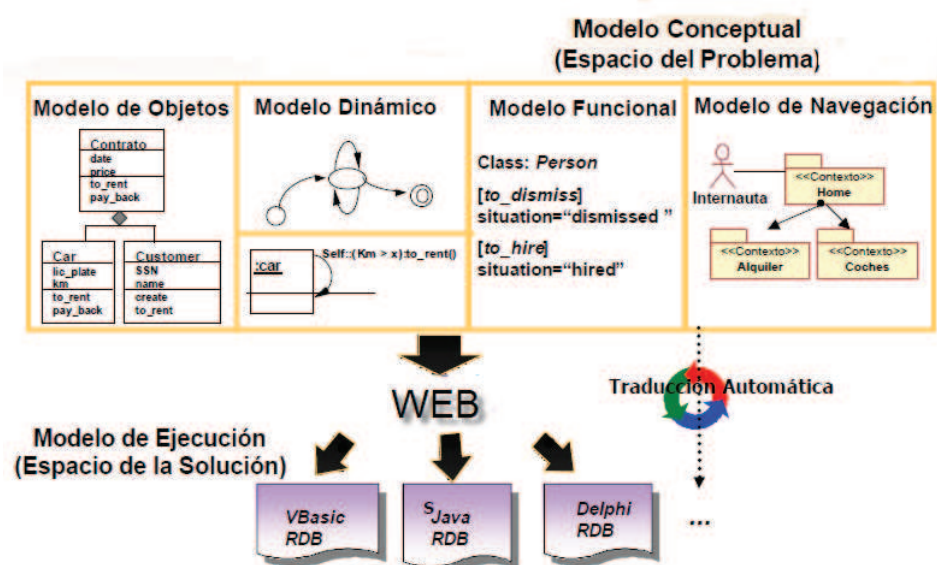 Modelo Conceptual
(Espacio del Problema)
Modelo de Objetos
Contrato
date
price
to_rent
pay_back
Car
lic_plate
km
to_rent
pay_back
Customer
SSN
name
create
to_rent
Modelo Dinámico
Self::(Km > x):to_rent()
:car
Modelo Funcional
Class: Person
[to_dismiss]
situation=“dismissed ”
[to_hire]
situation=“hired”
Modelo de Navegación
Internauta
<<Contexto>>
Home
<<Contexto>>
Alquiler
<<Contexto>>
Coches
WEB
Traducción Automática
Modelo de Ejecución
(Espacio de la Solución)
VBasic
RDB
S Java
RDB
Delphi
RDB
...